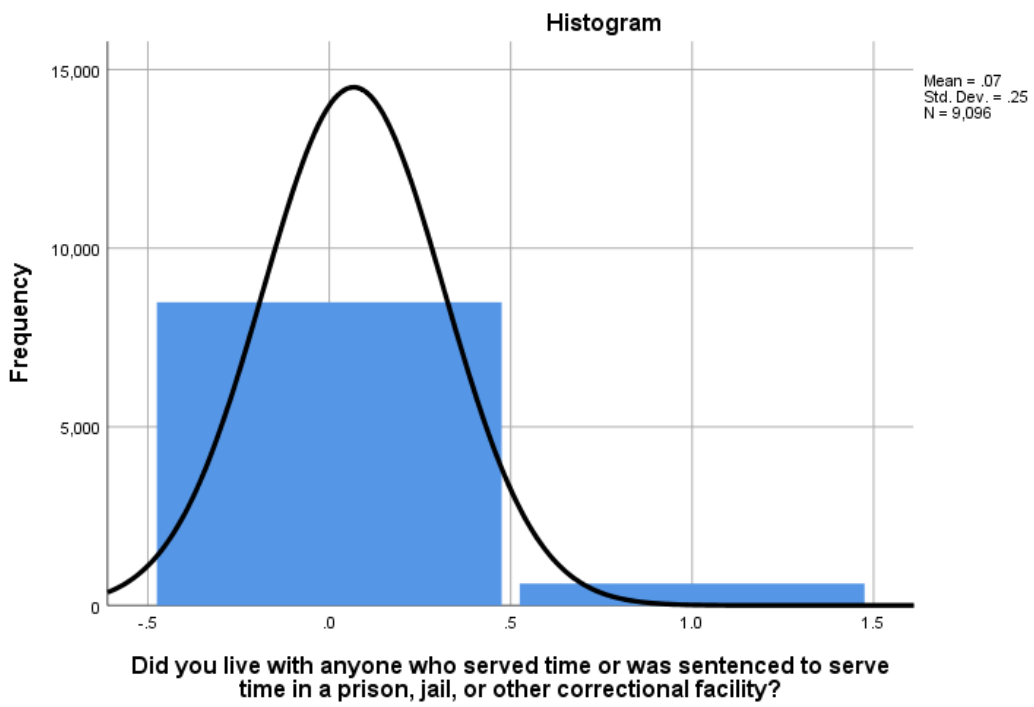 Histogram
15,000
10,000
5,000
0
Frequency
-.5
.0
.5
1.0
1.5
Did you live with anyone who served time or was sentenced to serve
time in a prison, jail, or other correctional facility?
Mean = .07
Std. Dev. = .25
N = 9,096